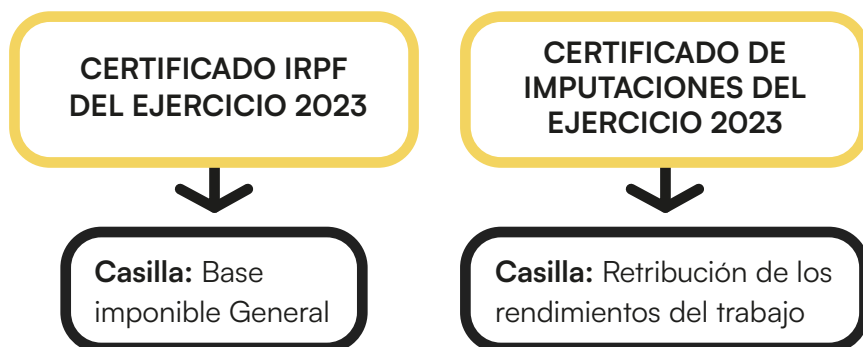 CERTIFICADO IRPF
DEL EJERCICIO 2023
CERTIFICADO DE
IMPUTACIONES DEL
EJERCICIO 2023
Casilla: Base
imponible General
Casilla: Retribución de los
rendimientos del trabajo